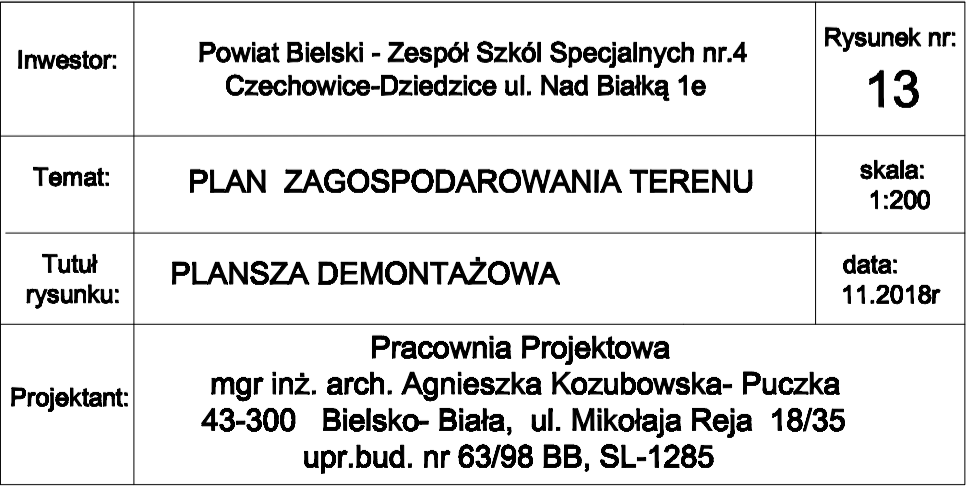 Inwestor:
Powiat Bielski - Zespół Szkól Specjalnych nr.4
Czechowice-Dziedzice ul. Nad Białką 1e
Rysunek nr:
13
Temat:
PLAN ZAGOSPODAROWANIA TERENU
skala:
1:200
Tutuł
rysunku:
PLANSZA DEMONTAŻOWA
data:
11.2018r
Projektant:
Pracownia Projektowa
mgr inż. arch. Agnieszka Kozubowska- Puczka
43-300 Bielsko- Biała, ul. Mikołaja Reja 18/35
upr.bud. nr 63/98 BB, SL-1285